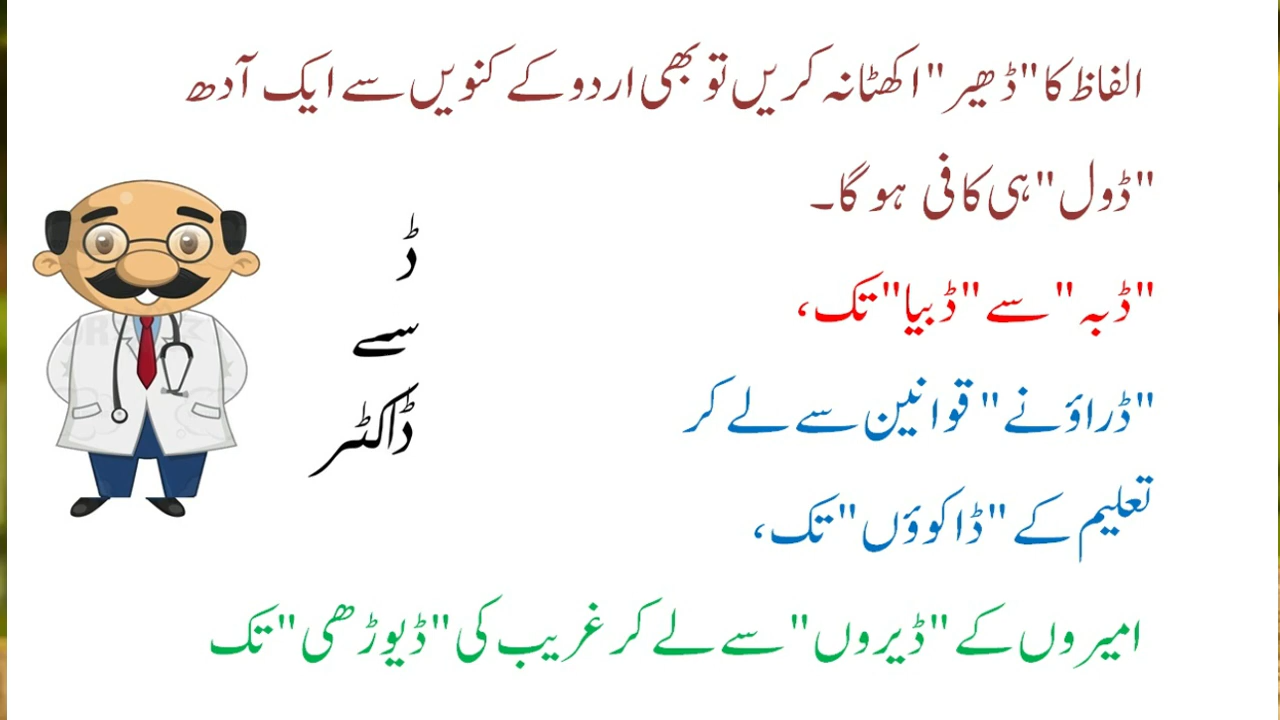 الفاظ کا "ڈھیر" اکھٹا نہ کریں تو بھی اردو کے کنویں سے ایک آدھ
"ڈول" ہی کافی ہو گا۔
"ڈبہ" سے "ڈبیا" تک،
"ڈراؤنے" قوانین سے لے کر
تعلیم کے "ڈاکوؤں" تک،
امیروں کے "ڈیروں" سے لے کر غریب کی "ڈیوڑھی" تک
ڈ
سے
ڈاکٹر